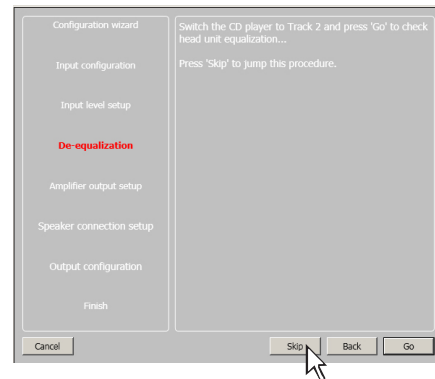 Configuration wizard
Input configuration
Input level setup
De-equalization
Amplifier output setup
Speaker connection setup
Output configuration
Finish
Switch the CD player to Track 2 and press 'Go' to check
head unit equalization...
Press 'Skip' to jump this procedure.
Cancel
Skip
Back
Go